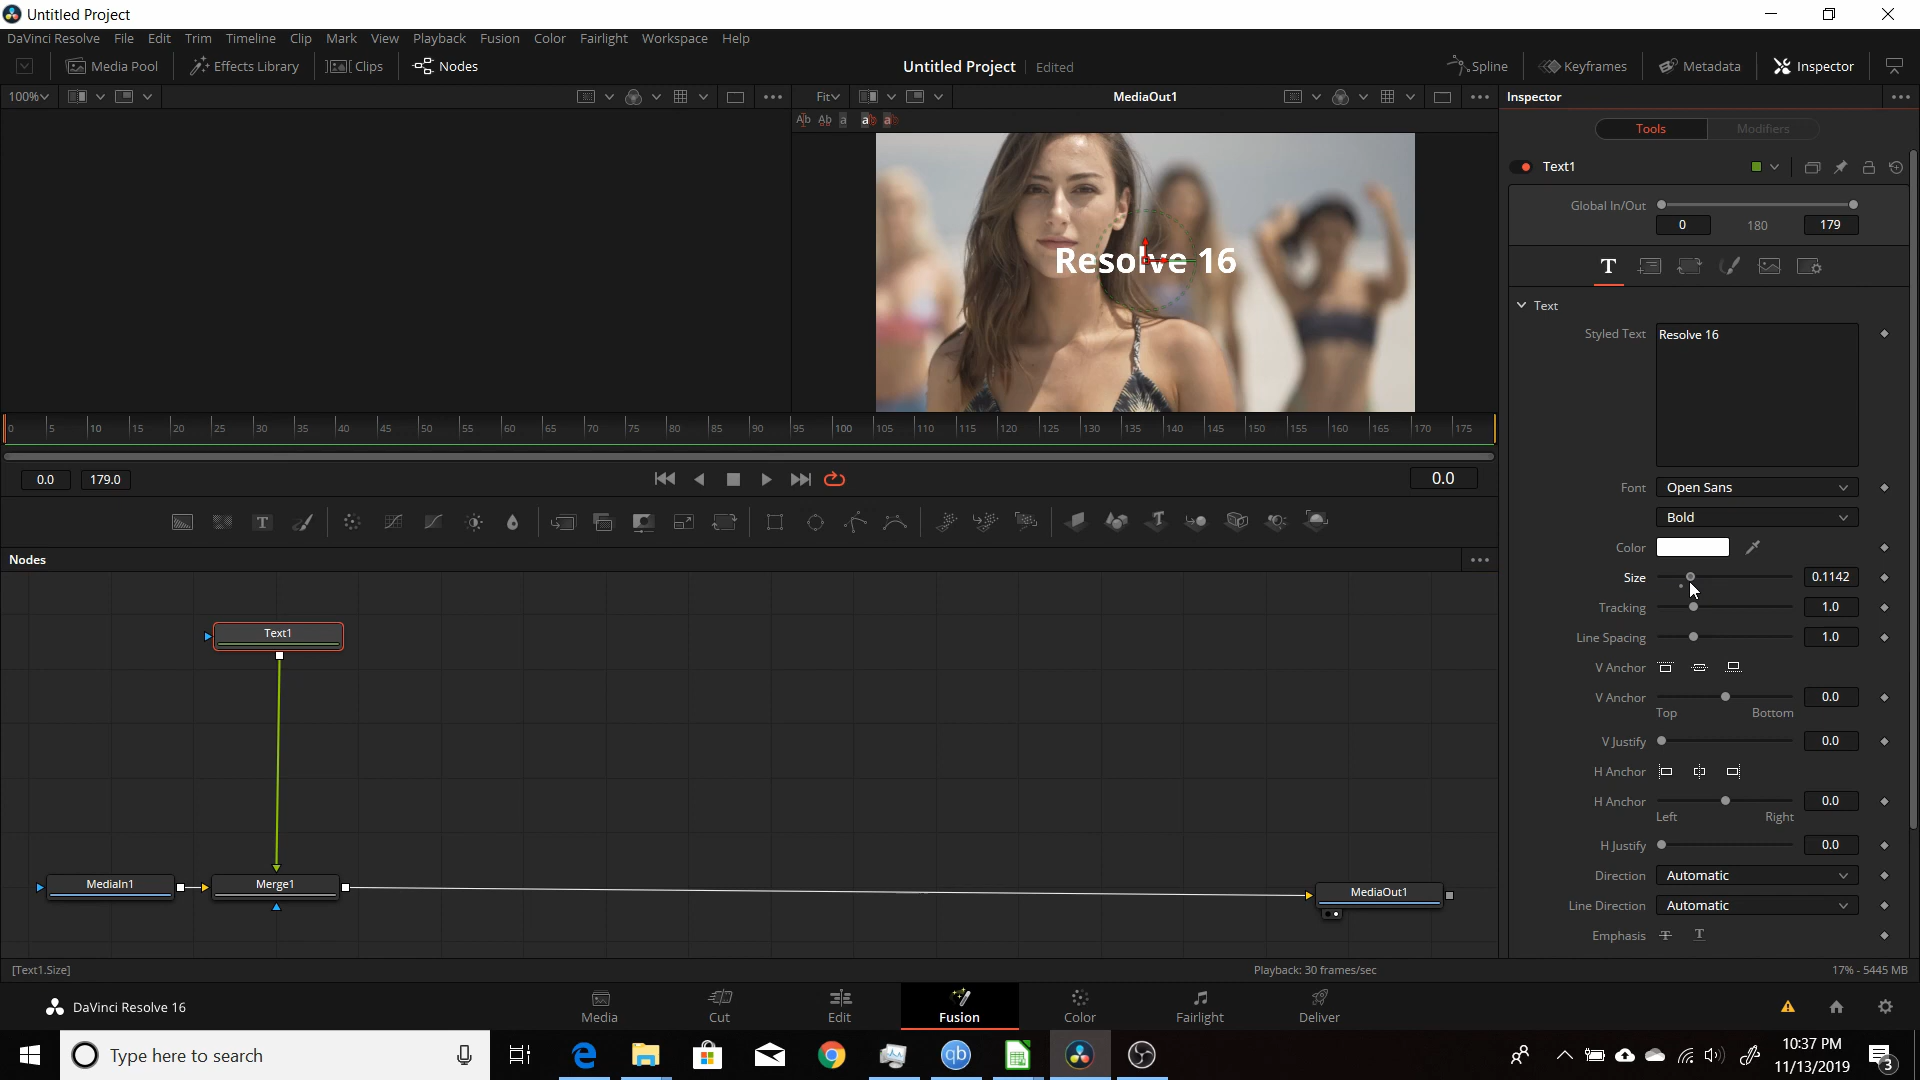 Untitled Project
DaVinci Resolve File Edit Trim Timeline Clip Mark View Playback Fusion Color Fairlight Workspace Help
Media Pool Effects Library Clips Nodes Untitled Project Edited Spline Keyframes Metadata Inspector
100% Fit MediaOut1 Inspector
Tools Modifiers
Text1
Global In/Out
0 180 179
Resolve 16
Text
Styled Text Resolve 16
0 5 10 15 20 25 30 35 40 45 50 55 60 65 70 75 80 85 90 95 100 105 110 115 120 125 130 135 140 145 150 155 160 165 170 175
0.0 179.0 0.0
Font Open Sans
Bold
Color
Size 0.1142
Tracking 1.0
Line Spacing 1.0
V Anchor
V Anchor 0.0
Top Bottom
V Justify 0.0
H Anchor
H Anchor 0.0
Left Right
H Justify 0.0
Direction Automatic
Line Direction Automatic
Emphasis
Nodes
Text1
MediaIn1 Merge1 MediaOut1
[Text1.Size] Playback: 30 frames/sec 17% - 5445 MB
DaVinci Resolve 16
Media Cut Edit Fusion Color Fairlight Deliver
Type here to search
10:37 PM
11/13/2019
3